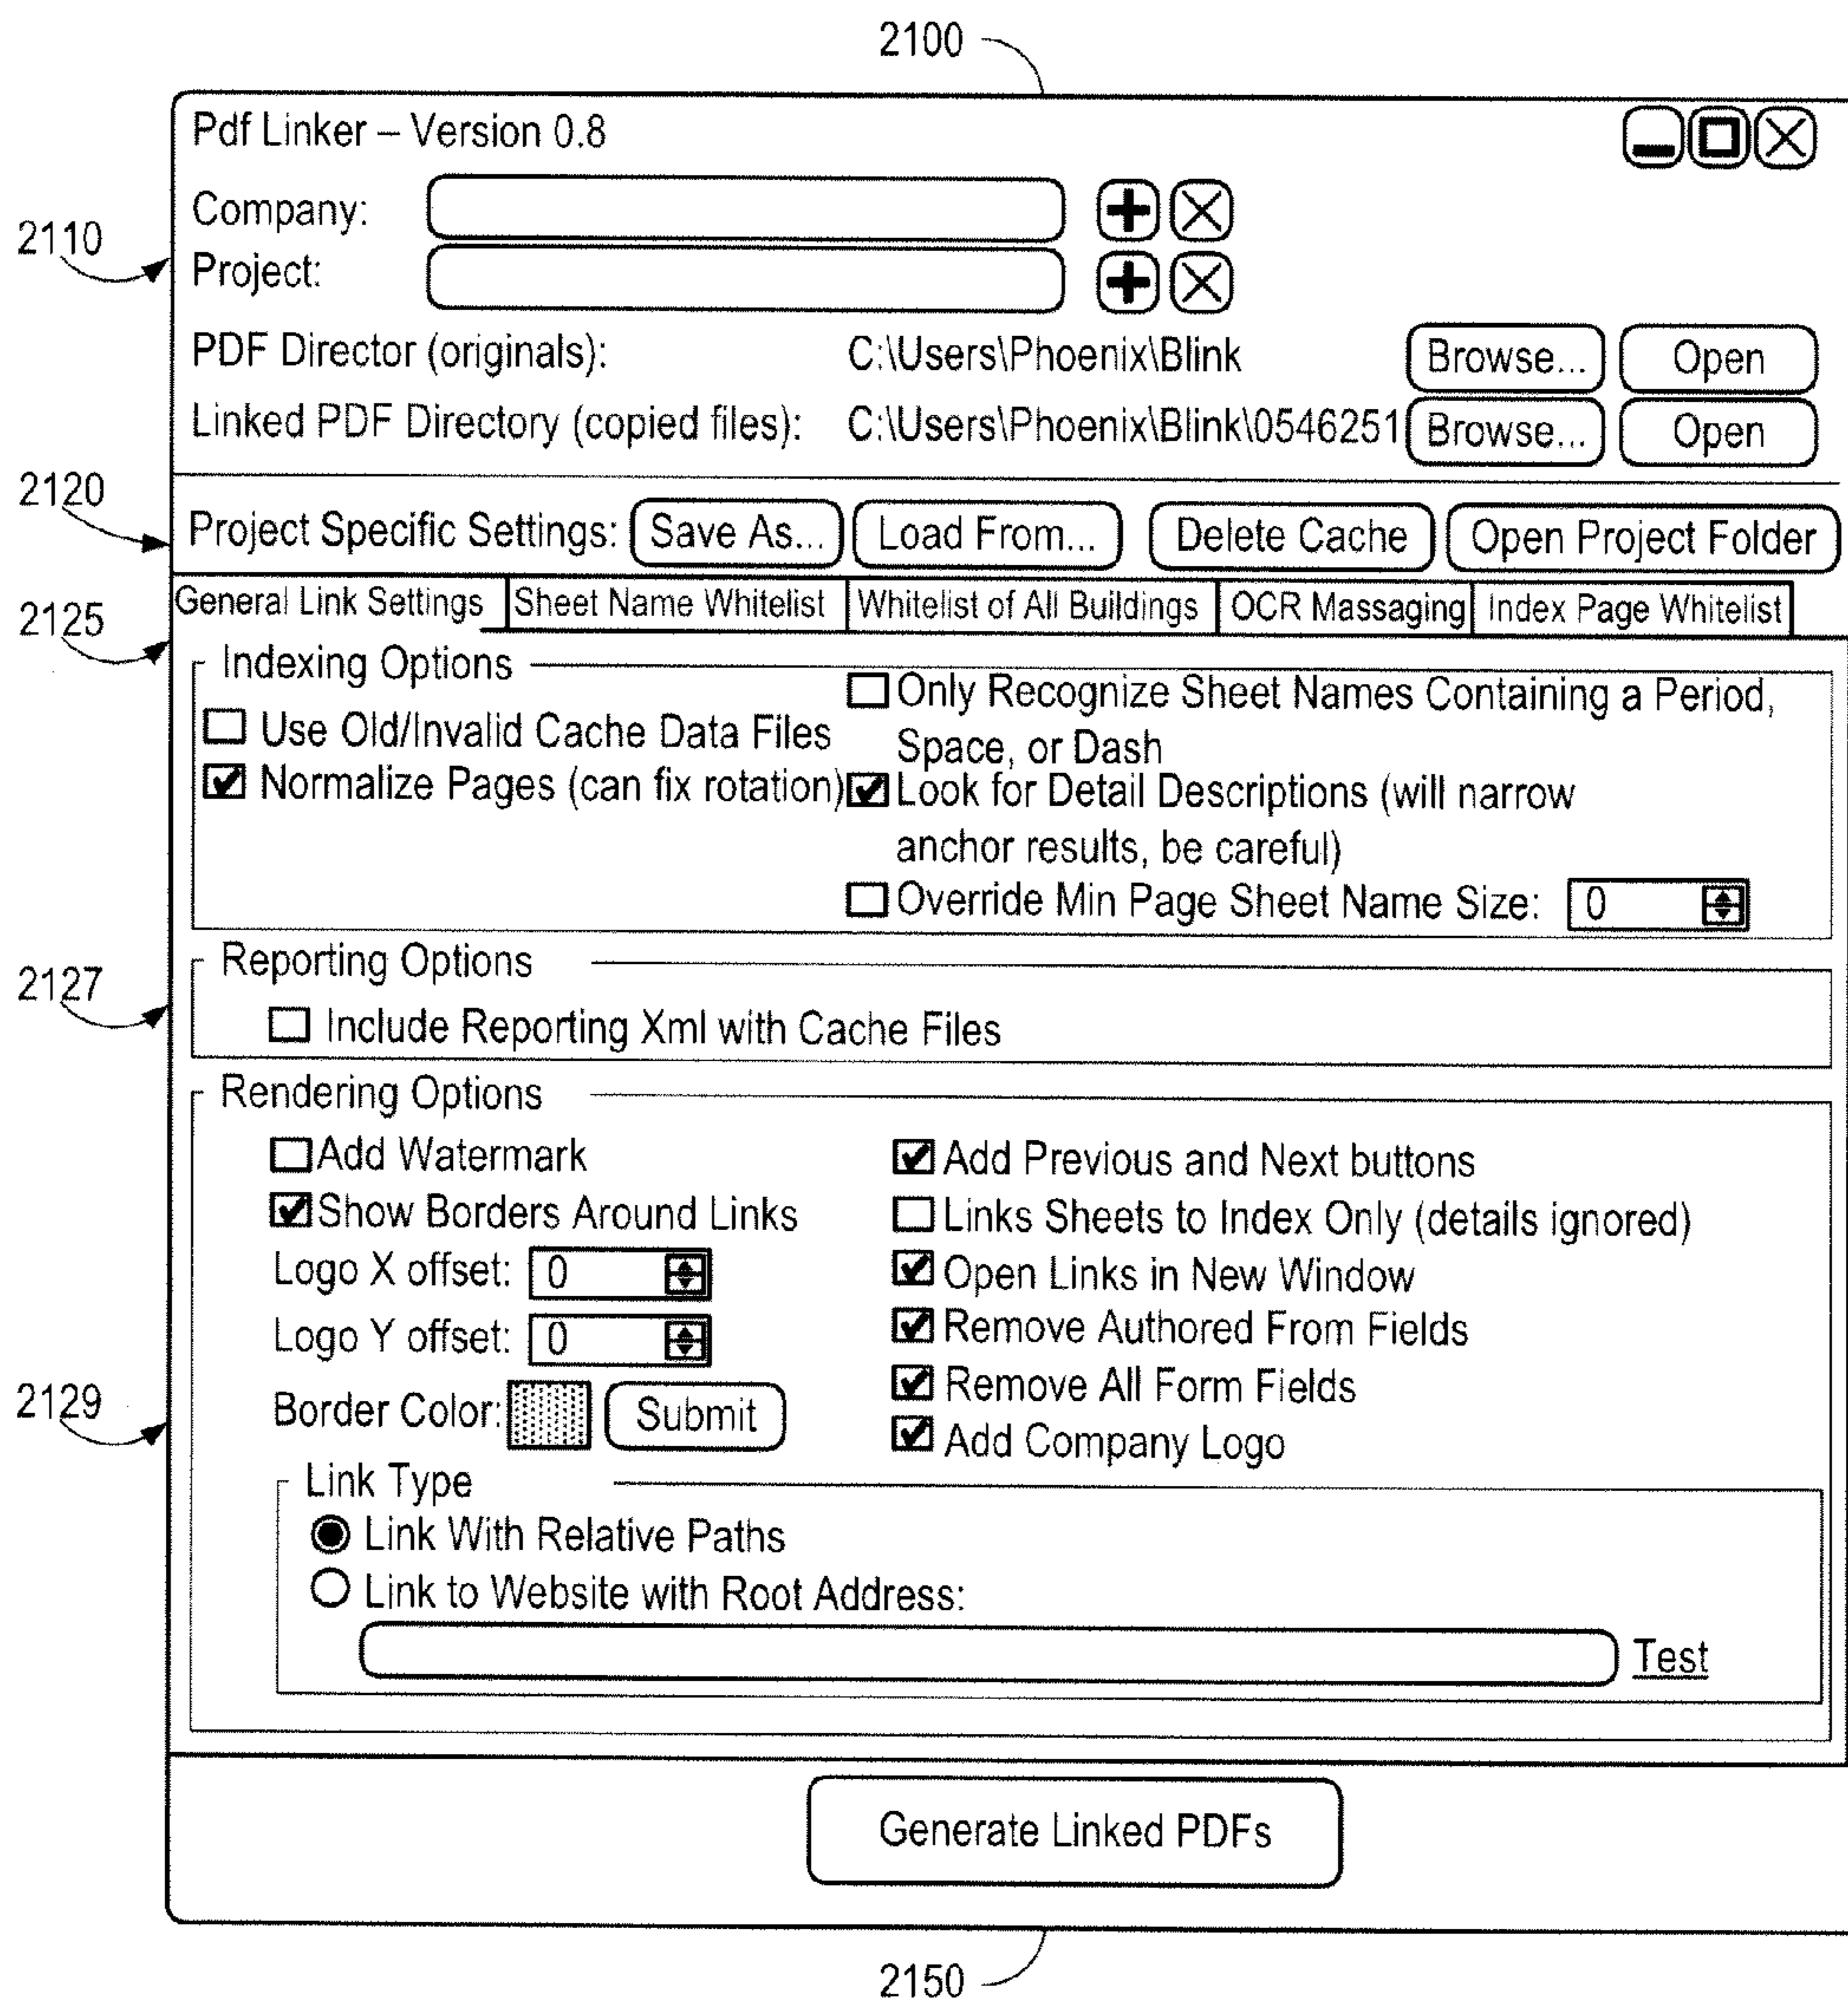 2100
Pdf Linker – Version 0.8
Company:
2110
Project:
PDF Director (originals): C:\Users\Phoenix\Blink Browse... Open
Linked PDF Directory (copied files): C:\Users\Phoenix\Blink\0546251 Browse... Open
2120
Project Specific Settings: Save As... Load From... Delete Cache Open Project Folder
2125
General Link Settings Sheet Name Whitelist Whitelist of All Buildings OCR Massaging Index Page Whitelist
Indexing Options
Use Old/Invalid Cache Data Files
Normalize Pages (can fix rotation)
Only Recognize Sheet Names Containing a Period,
Space, or Dash
Look for Detail Descriptions (will narrow
anchor results, be careful)
Override Min Page Sheet Name Size: 0
2127
Reporting Options
Include Reporting Xml with Cache Files
Rendering Options
Add Watermark
Show Borders Around Links
Logo X offset: 0
Logo Y offset: 0
2129
Border Color: Submit
Add Previous and Next buttons
Links Sheets to Index Only (details ignored)
Open Links in New Window
Remove Authored From Fields
Remove All Form Fields
Add Company Logo
Link Type
Link With Relative Paths
Link to Website with Root Address:
Test
Generate Linked PDFs
2150